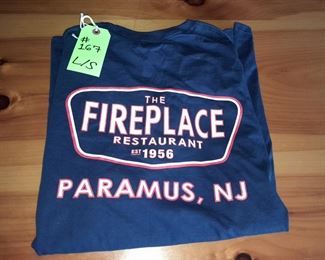 #
167
L/S
THE
FIREPLACE
RESTAURANT
EST 1956
PARAMUS, NJ